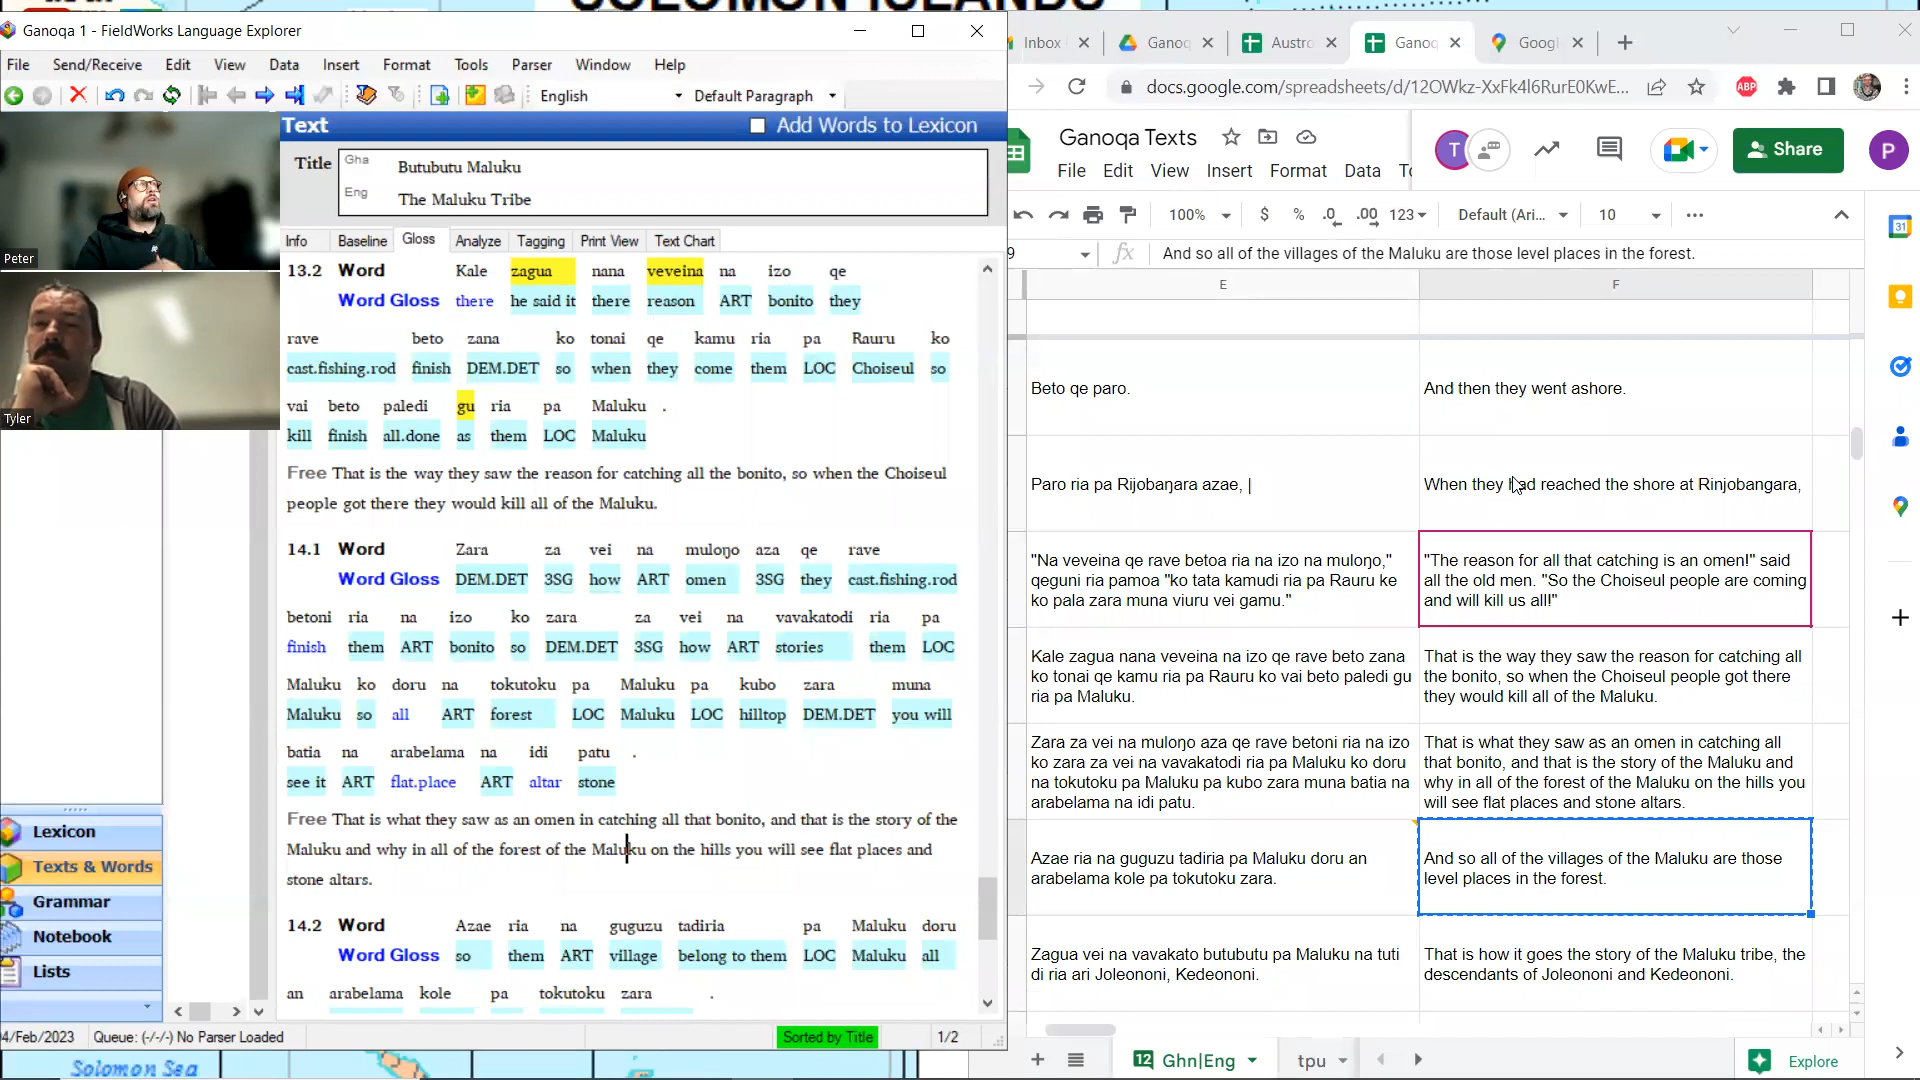 SOLOMON ISLANDS
Ganoqa 1 - FieldWorks Language Explorer
File Send/Receive Edit View Data Insert Format Tools Parser Window Help
English Default Paragraph
Text Add Words to Lexicon
Title Gha Butubutu Maluku
Eng The Maluku Tribe
Info Baseline Gloss Analyze Tagging Print View Text Chart
Peter
Tyler
13.2 Word Kale zagua nana veveina na izo qe
Word Gloss there he said it there reason ART bonito they
rave beto zana ko tonai qe kamu ria pa Rauru ko
cast.fishing.rod finish DEM.DET so when they come them LOC Choiseul so
vai beto paledi gu ria pa Maluku .
kill finish all.done as them LOC Maluku
Free That is the way they saw the reason for catching all the bonito, so when the Choiseul
people got there they would kill all of the Maluku.
14.1 Word Zara za vei na muloŋo aza qe rave
Word Gloss DEM.DET 3SG how ART omen 3SG they cast.fishing.rod
betoni ria na izo ko zara za vei na vavakatodi ria pa
finish them ART bonito so DEM.DET 3SG how ART stories them LOC
Maluku ko doru na tokutoku pa Maluku pa kubo zara muna
Maluku so all ART forest LOC Maluku LOC hilltop DEM.DET you will
batia na arabelama na idi patu .
see it ART flat.place ART altar stone
Free That is what they saw as an omen in catching all that bonito, and that is the story of the
Maluku and why in all of the forest of the Maluku on the hills you will see flat places and
stone altars.
14.2 Word Azae ria na guguzu tadiria pa Maluku doru
Word Gloss so them ART village belong to them LOC Maluku all
an arabelama kole pa tokutoku zara .
Lexicon
Texts & Words
Grammar
Notebook
Lists
04/Feb/2023 Queue: (-/-/-) No Parser Loaded Sorted by Title 1/2
Solomon Sea
Inbox Ganoq Austro Ganoq Googl
docs.google.com/spreadsheets/d/12OWkz-XxFk4l6RurE0KwE...
ABP
Ganoqa Texts
T
Share
P
File Edit View Insert Format Data To
100% $ % .0 .00 123 Default (Ari... 10
31
9 fx And so all of the villages of the Maluku are those level places in the forest.
E F
Beto qe paro.
And then they went ashore.
Paro ria pa Rijobaŋara azae, |
When they had reached the shore at Rinjobangara,
"Na veveina qe rave betoa ria na izo na muloŋo,"
qeguni ria pamoa "ko tata kamudi ria pa Rauru ke
ko pala zara muna viuru vei gamu."
"The reason for all that catching is an omen!" said
all the old men. "So the Choiseul people are coming
and will kill us all!"
Kale zagua nana veveina na izo qe rave beto zana
ko tonai qe kamu ria pa Rauru ko vai beto paledi gu
ria pa Maluku.
That is the way they saw the reason for catching all
the bonito, so when the Choiseul people got there
they would kill all of the Maluku.
Zara za vei na muloŋo aza qe rave betoni ria na izo
ko zara za vei na vavakatodi ria pa Maluku ko doru
na tokutoku pa Maluku pa kubo zara muna batia na
arabelama na idi patu.
That is what they saw as an omen in catching all
that bonito, and that is the story of the Maluku and
why in all of the forest of the Maluku on the hills you
will see flat places and stone altars.
Azae ria na guguzu tadiria pa Maluku doru an
arabelama kole pa tokutoku zara.
And so all of the villages of the Maluku are those
level places in the forest.
Zagua vei na vavakato butubutu pa Maluku na tuti
di ria ari Joleononi, Kedeononi.
That is how it goes the story of the Maluku tribe, the
descendants of Joleononi and Kedeononi.
12 Ghn|Eng tpu Explore